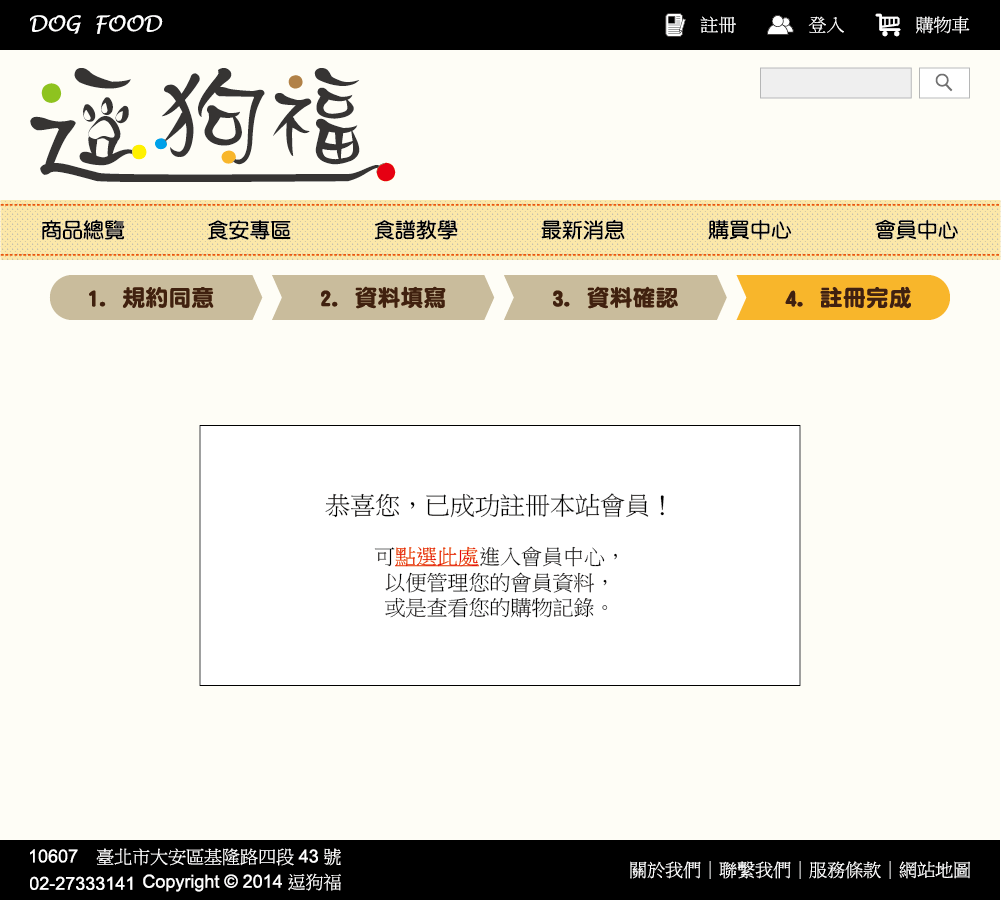 DOG FOOD 註冊 登入 購物車
逗狗福
商品總覽 食安專區 食譜教學 最新消息 購買中心 會員中心
1. 規約同意 2. 資料填寫 3. 資料確認 4. 註冊完成
恭喜您，已成功註冊本站會員！
可點選此處進入會員中心，
以便管理您的會員資料，
或是查看您的購物記錄。
10607 臺北市大安區基隆路四段 43 號
02-27333141 Copyright © 2014 逗狗福
關於我們｜聯繫我們｜服務條款｜網站地圖